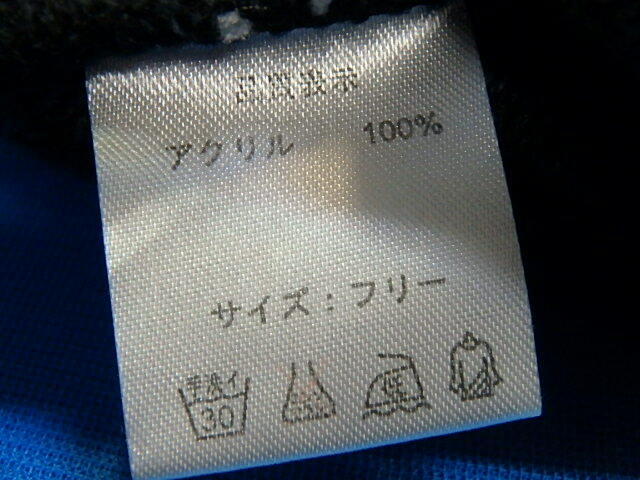 品質表示
アクリル 100%
サイズ：フリー
手洗イ
30
低